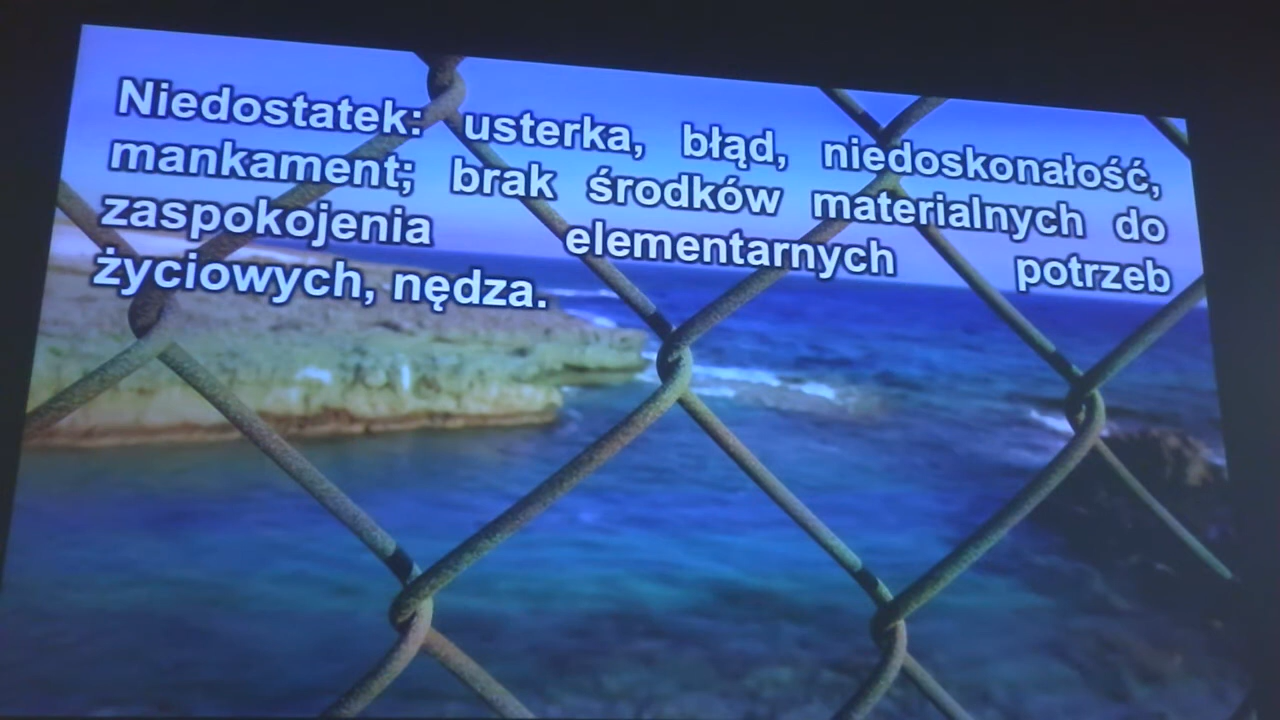 Niedostatek: usterka, błąd, niedoskonałość,
mankament; brak środków materialnych do
zaspokojenia elementarnych potrzeb
życiowych, nędza.